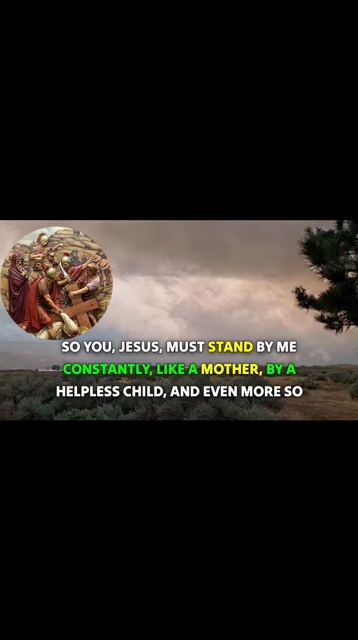 SO YOU, JESUS, MUST STAND BY ME
CONSTANTLY, LIKE A MOTHER, BY A
HELPLESS CHILD, AND EVEN MORE SO